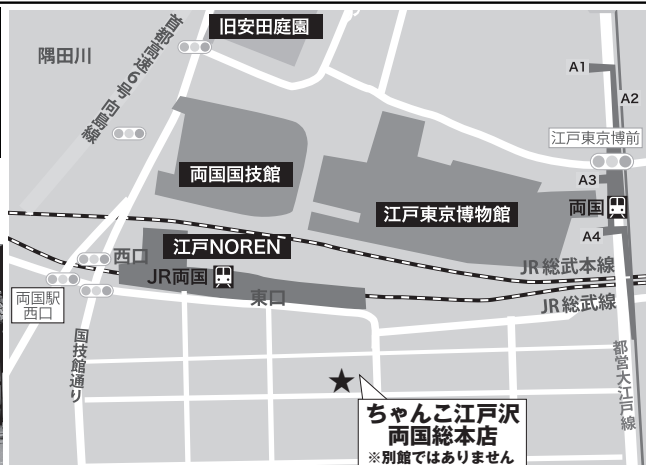 旧安田庭園
隅田川
首都高速6号向島線
A1
A2
江戸東京博前
両国国技館
A3
江戸東京博物館
両国
A4
江戸NOREN
西口
JR両国
東口
JR総武本線
JR総武線
両国駅
西口
国技館通り
都営大江戸線
ちゃんこ江戸沢
両国総本店
※別館ではありません